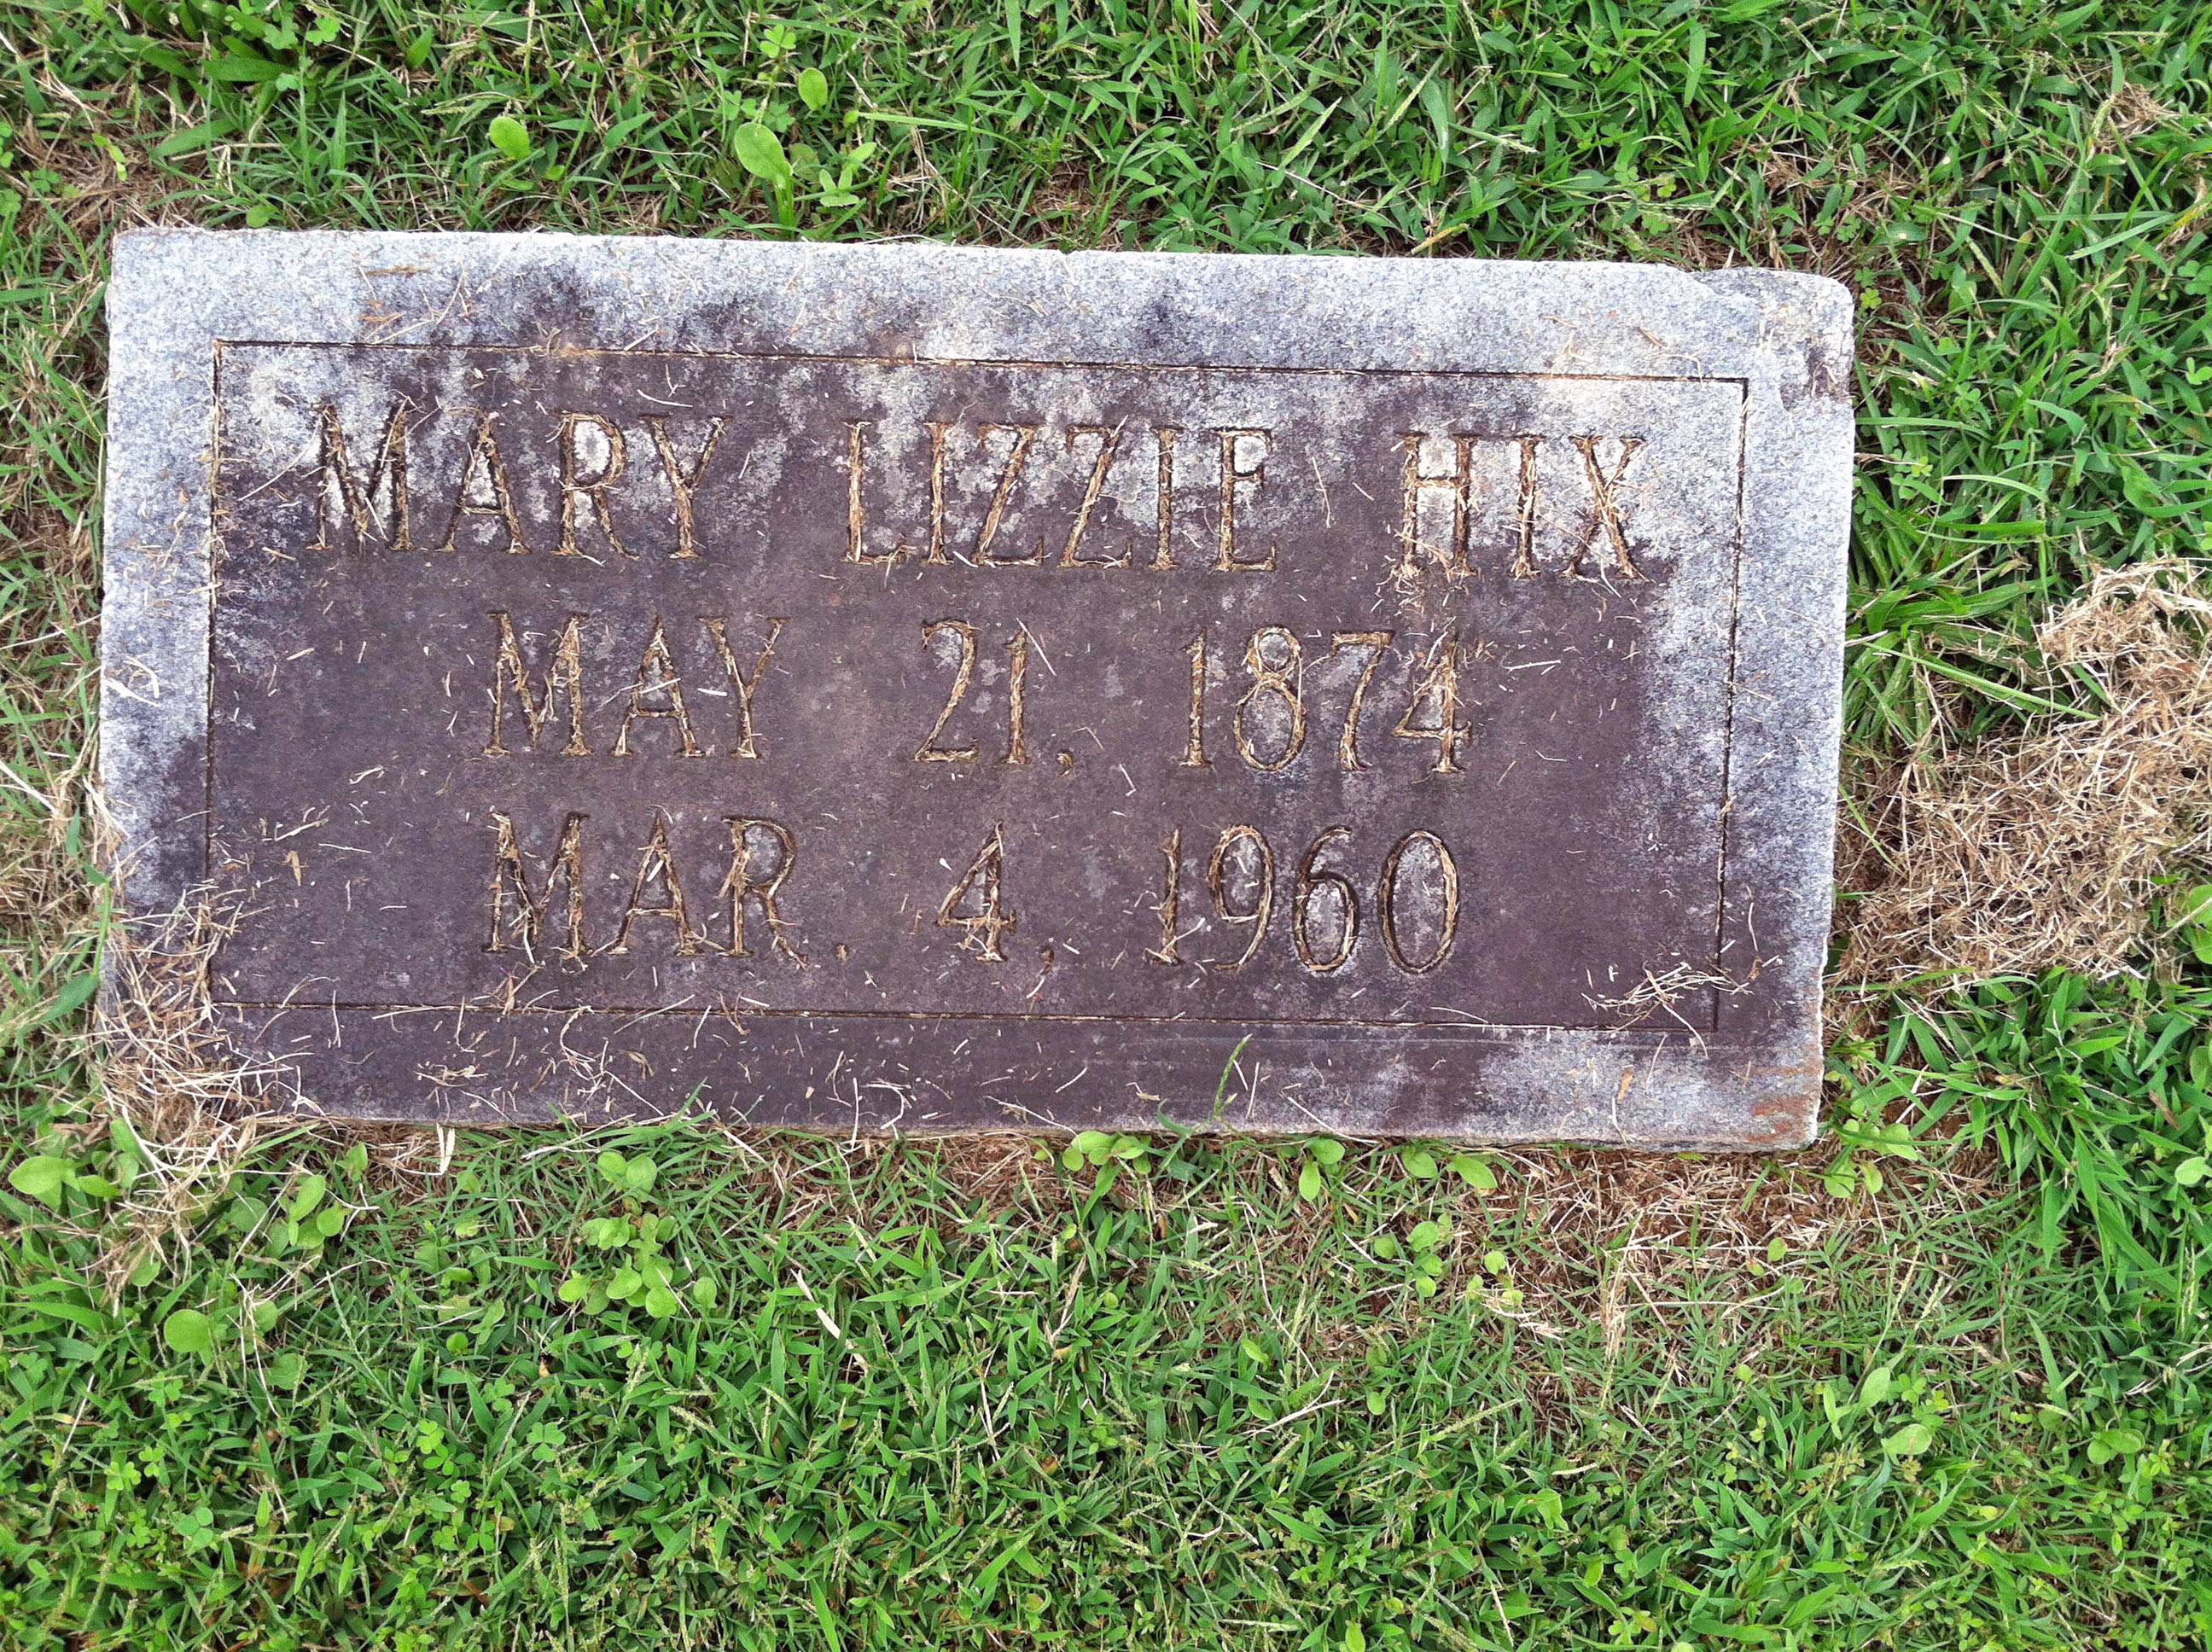 MARY LIZZIE HIX
MAY 21, 1874
MAR. 4, 1960